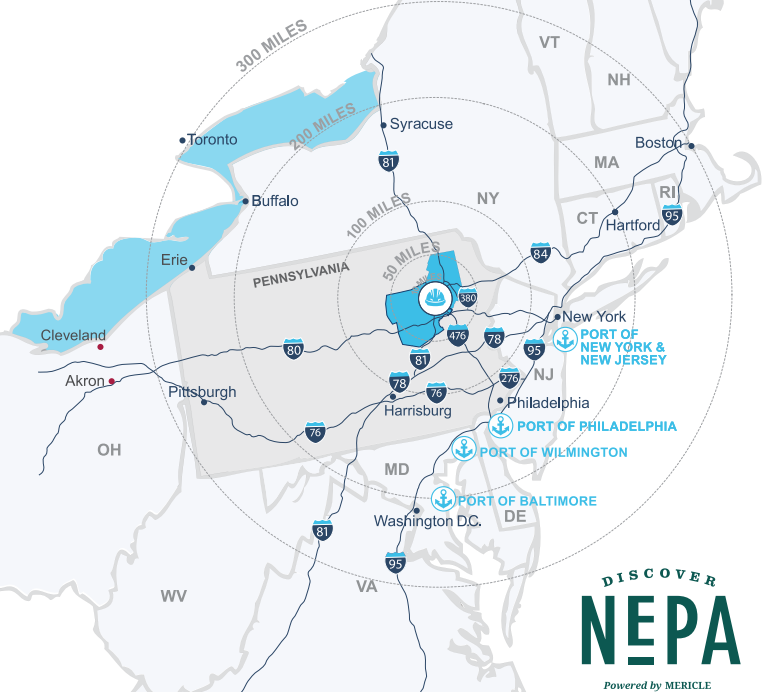 300 MILES
VT
NH
200 MILES
Toronto
Syracuse
Boston
81
MA
RI
Buffalo
100 MILES
NY
CT
Hartford
95
50 MILES
84
Erie
PENNSYLVANIA
380
New York
Cleveland
476
78
PORT OF
NEW YORK &
NEW JERSEY
80
81
95
NJ
Akron
Pittsburgh
78
76
276
Harrisburg
Philadelphia
76
PORT OF PHILADELPHIA
OH
PORT OF WILMINGTON
MD
PORT OF BALTIMORE
Washington D.C.
DE
81
95
WV
VA
DISCOVER
NEPA
Powered by MERICLE